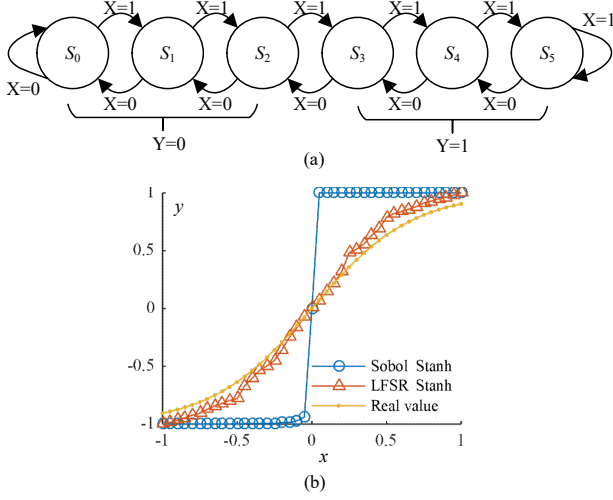 X=1 X=1 X=1 X=1 X=1 X=1
S0 S1 S2 S3 S4 S5
X=0 X=0 X=0 X=0 X=0 X=0
Y=0 Y=1
(a)
1
y
0.5
0
-0.5
-1
Sobol Stanh
LFSR Stanh
Real value
-1 -0.5 0 0.5 1
x
(b)